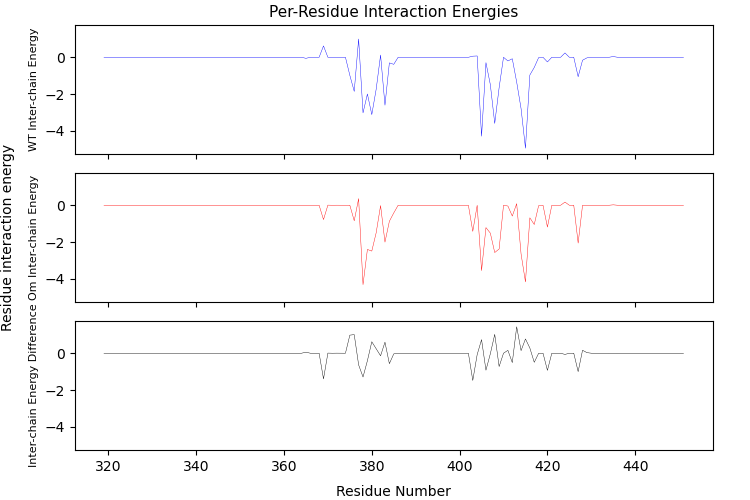 Per-Residue Interaction Energies
Residue interaction energy
WT Inter-chain Energy
0
−2
−4
Om Inter-chain Energy
0
−2
−4
Inter-chain Energy Difference
0
−2
−4
320 340 360 380 400 420 440
Residue Number